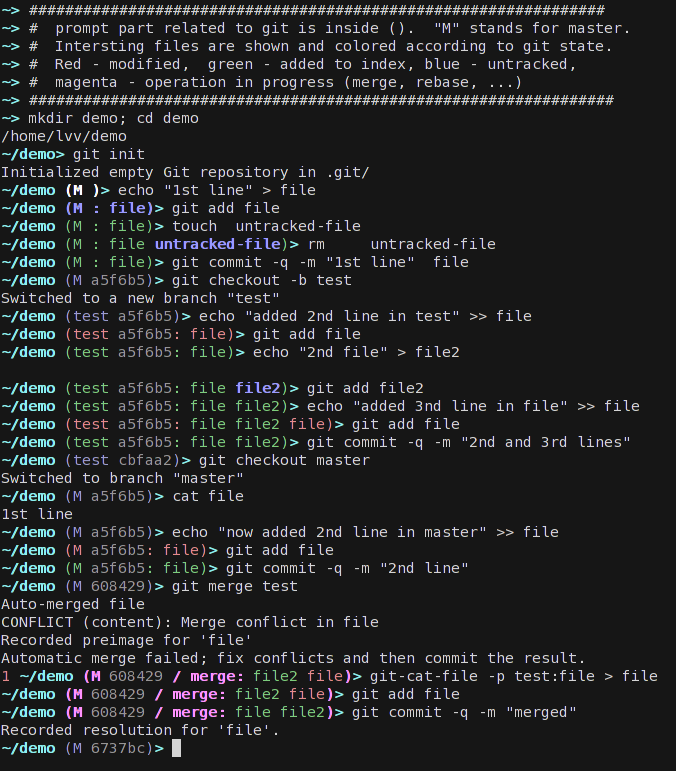 ~> ################################################################
~> #  prompt part related to git is inside ().  "M" stands for master.
~> #  Intersting files are shown and colored according to git state.
~> #  Red - modified,  green - added to index, blue - untracked,
~> #  magenta - operation in progress (merge, rebase, ...)
~> #################################################################
~> mkdir demo; cd demo
/home/lvv/demo
~/demo> git init
Initialized empty Git repository in .git/
~/demo (M )> echo "1st line" > file
~/demo (M : file)> git add file
~/demo (M : file)> touch  untracked-file
~/demo (M : file untracked-file)> rm     untracked-file
~/demo (M : file)> git commit -q -m "1st line"  file
~/demo (M a5f6b5)> git checkout -b test
Switched to a new branch "test"
~/demo (test a5f6b5)> echo "added 2nd line in test" >> file
~/demo (test a5f6b5: file)> git add file
~/demo (test a5f6b5: file)> echo "2nd file" > file2
~/demo (test a5f6b5: file file2)> git add file2
~/demo (test a5f6b5: file file2)> echo "added 3nd line in file" >> file
~/demo (test a5f6b5: file file2 file)> git add file
~/demo (test a5f6b5: file file2)> git commit -q -m "2nd and 3rd lines"
~/demo (test cbfaa2)> git checkout master
Switched to branch "master"
~/demo (M a5f6b5)> cat file
1st line
~/demo (M a5f6b5)> echo "now added 2nd line in master" >> file
~/demo (M a5f6b5: file)> git add file
~/demo (M a5f6b5: file)> git commit -q -m "2nd line"
~/demo (M 608429)> git merge test
Auto-merged file
CONFLICT (content): Merge conflict in file
Recorded preimage for 'file'
Automatic merge failed; fix conflicts and then commit the result.
1 ~/demo (M 608429 / merge: file2 file)> git-cat-file -p test:file > file
~/demo (M 608429 / merge: file2 file)> git add file
~/demo (M 608429 / merge: file file2)> git commit -q -m "merged"
Recorded resolution for 'file'.
~/demo (M 6737bc)>